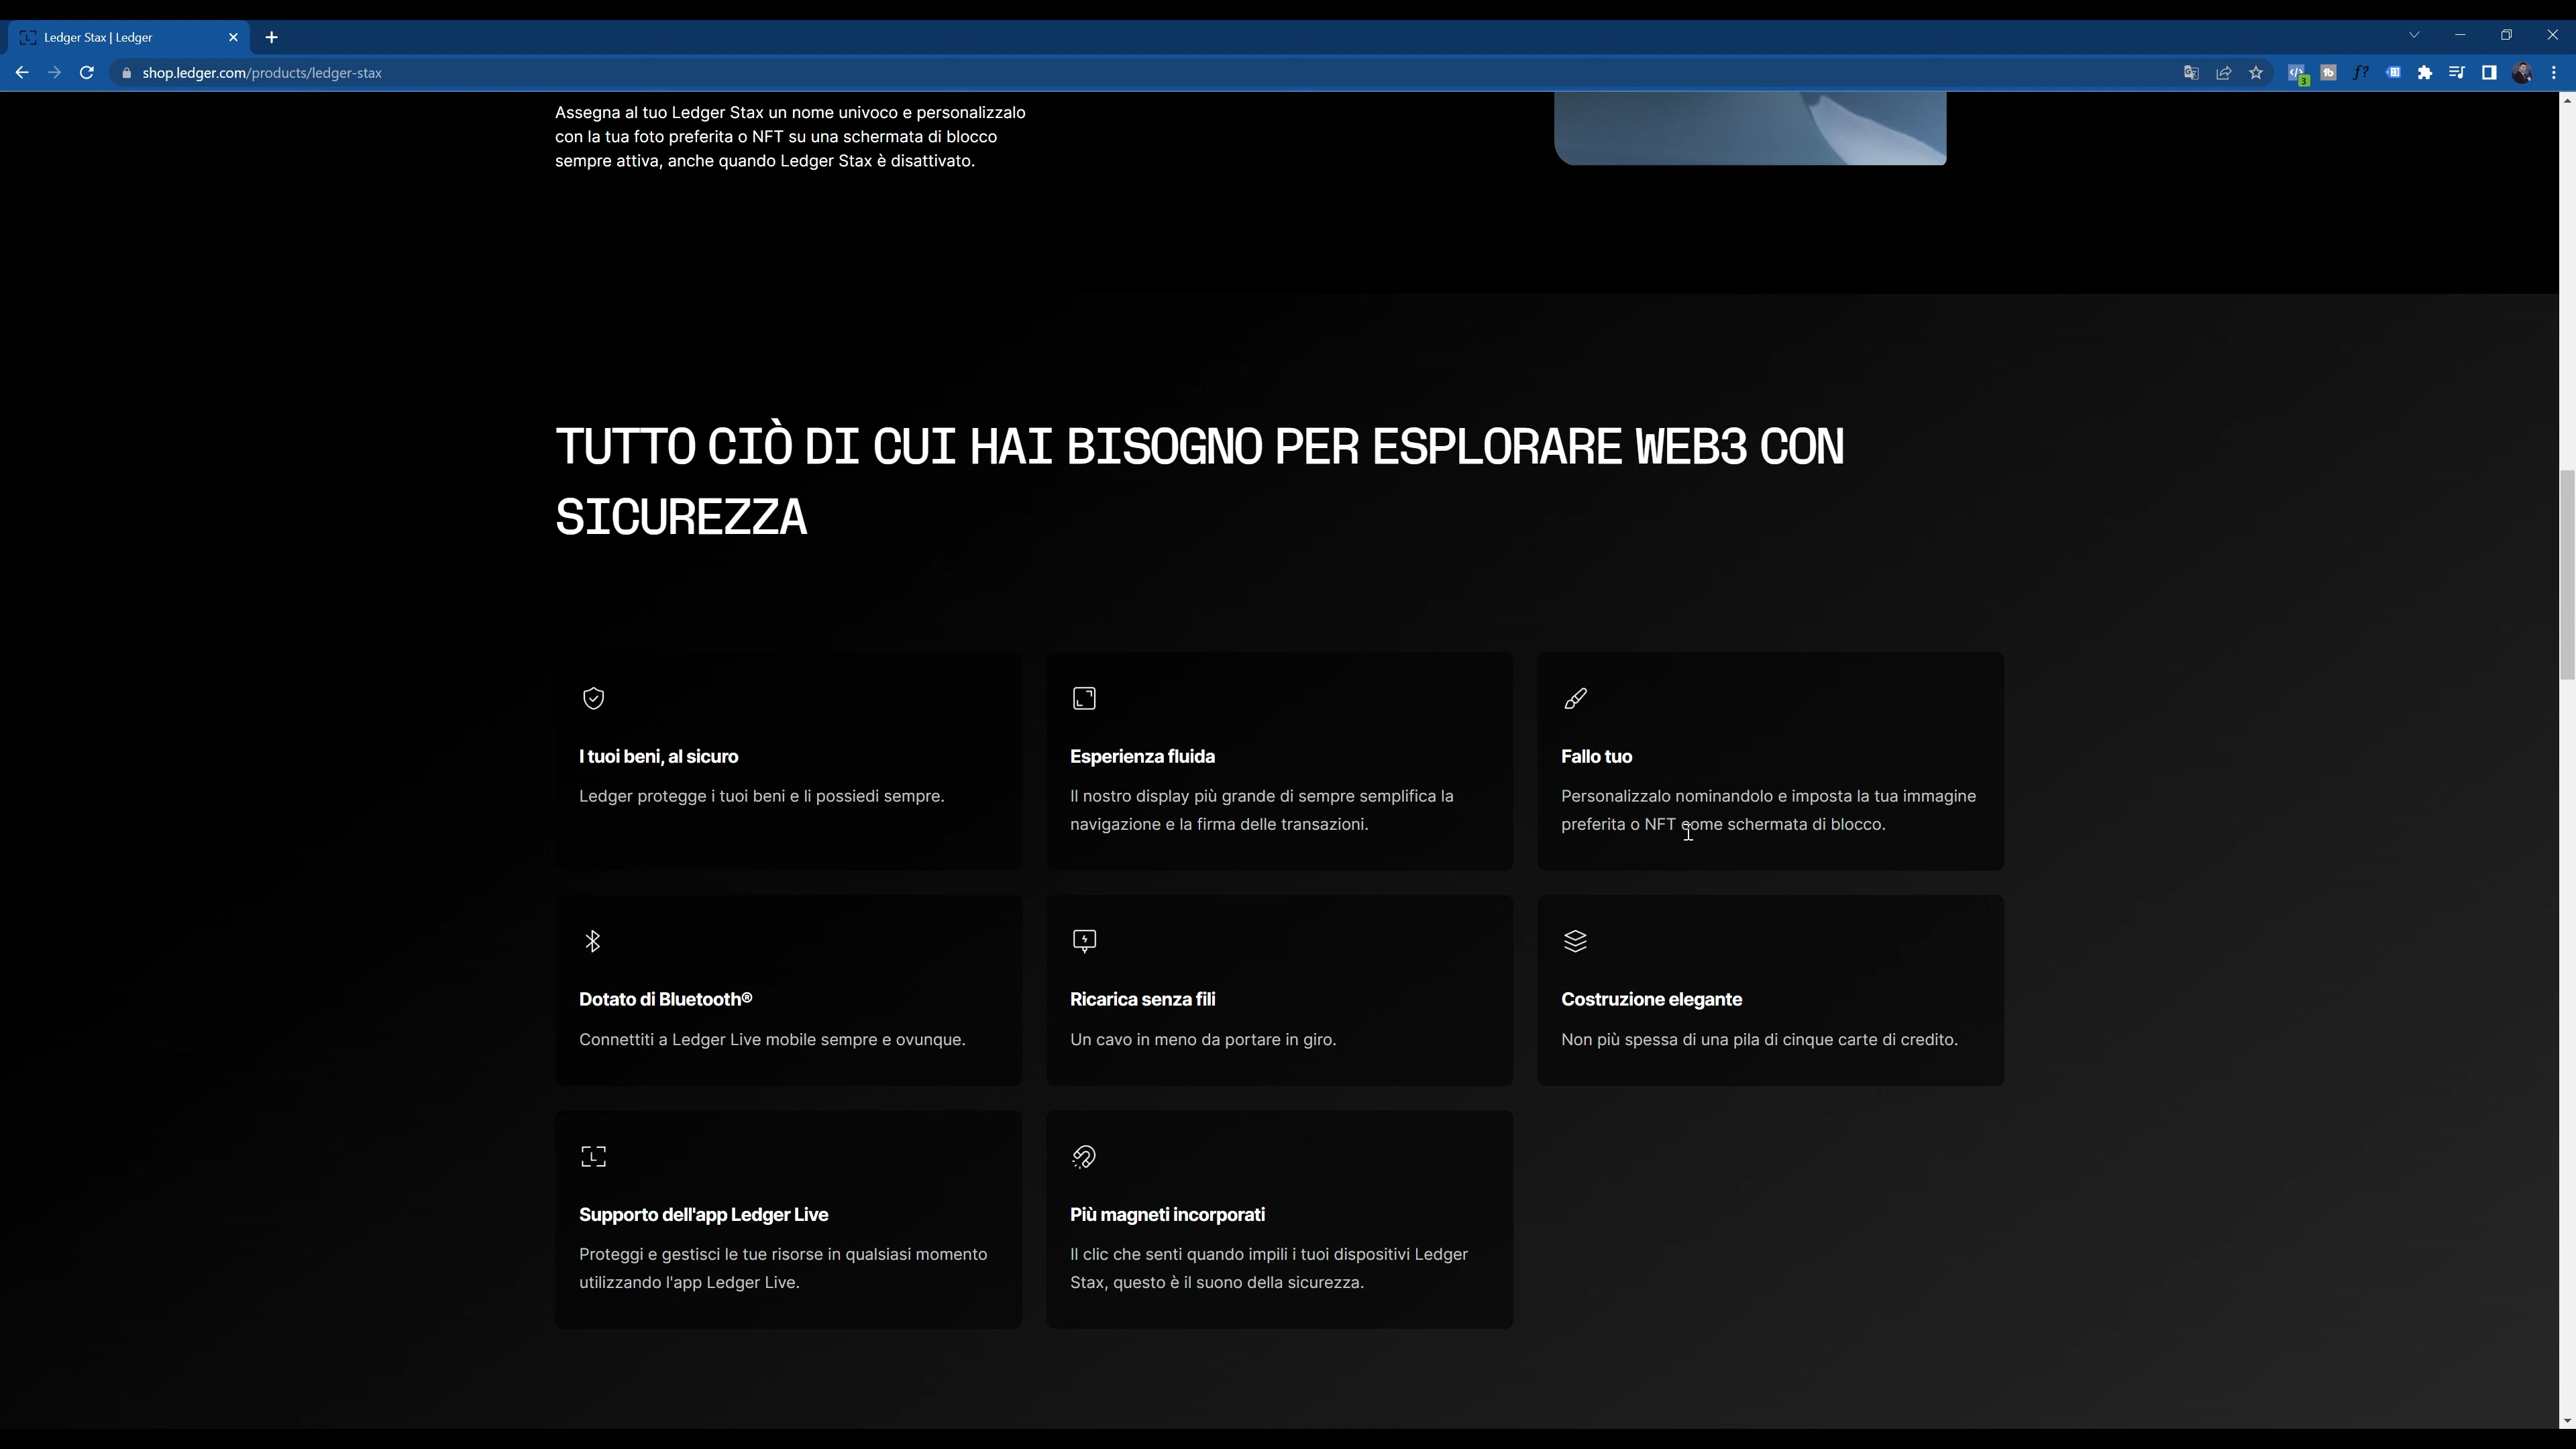 Ledger Stax | Ledger
shop.ledger.com/products/ledger-stax
3
Assegna al tuo Ledger Stax un nome univoco e personalizzalo
con la tua foto preferita o NFT su una schermata di blocco
sempre attiva, anche quando Ledger Stax è disattivato.
TUTTO CIÒ DI CUI HAI BISOGNO PER ESPLORARE WEB3 CON
SICUREZZA
I tuoi beni, al sicuro
Ledger protegge i tuoi beni e li possiedi sempre.
Esperienza fluida
Il nostro display più grande di sempre semplifica la
navigazione e la firma delle transazioni.
Fallo tuo
Personalizzalo nominandolo e imposta la tua immagine
preferita o NFT come schermata di blocco.
Dotato di Bluetooth®
Connettiti a Ledger Live mobile sempre e ovunque.
Ricarica senza fili
Un cavo in meno da portare in giro.
Costruzione elegante
Non più spessa di una pila di cinque carte di credito.
Supporto dell'app Ledger Live
Proteggi e gestisci le tue risorse in qualsiasi momento
utilizzando l'app Ledger Live.
Più magneti incorporati
Il clic che senti quando impili i tuoi dispositivi Ledger
Stax, questo è il suono della sicurezza.